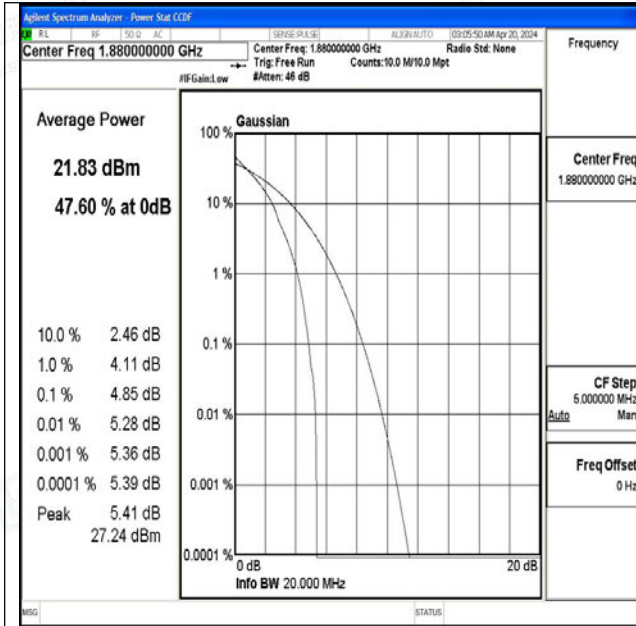 Agilent Spectrum Analyzer - Power Stat CCDF
RL RF 50 Ω AC SENSE:PULSE ALIGNAUTO 03:05:50 AM Apr 20, 2024
Center Freq 1.880000000 GHz
Center Freq: 1.880000000 GHz Radio Std: None
Trig: Free Run Counts:10.0 M/10.0 Mpt
#IFGain:Low #Atten: 46 dB
Frequency
Average Power
21.83 dBm
47.60 % at 0dB
10.0 % 2.46 dB
1.0 % 4.11 dB
0.1 % 4.85 dB
0.01 % 5.28 dB
0.001 % 5.36 dB
0.0001 % 5.39 dB
Peak 5.41 dB
27.24 dBm
Gaussian
100 %
10 %
1 %
0.1 %
0.01 %
0.001 %
0.0001 %
0 dB 20 dB
Info BW 20.000 MHz
Center Freq
1.880000000 GHz
CF Step
5.000000 MHz
Auto Man
Freq Offset
0 Hz
MSG STATUS